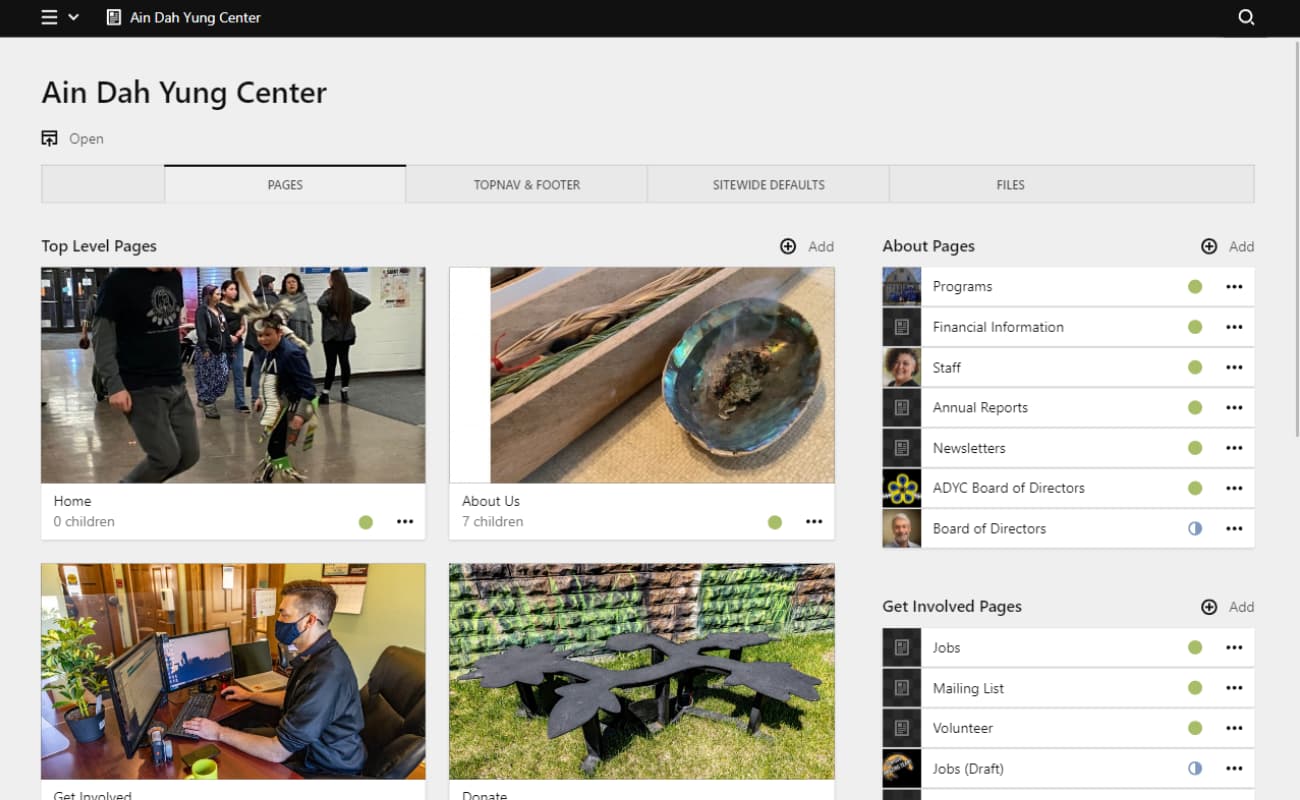 Ain Dah Yung Center
Ain Dah Yung Center
Open
PAGES
TOPNAV & FOOTER
SITEWIDE DEFAULTS
FILES
Top Level Pages
Add
Home
0 children
About Us
7 children
Get Involved
Donate
About Pages
Add
Programs
Financial Information
Staff
Annual Reports
Newsletters
ADYC Board of Directors
Board of Directors
Get Involved Pages
Add
Jobs
Mailing List
Volunteer
Jobs (Draft)